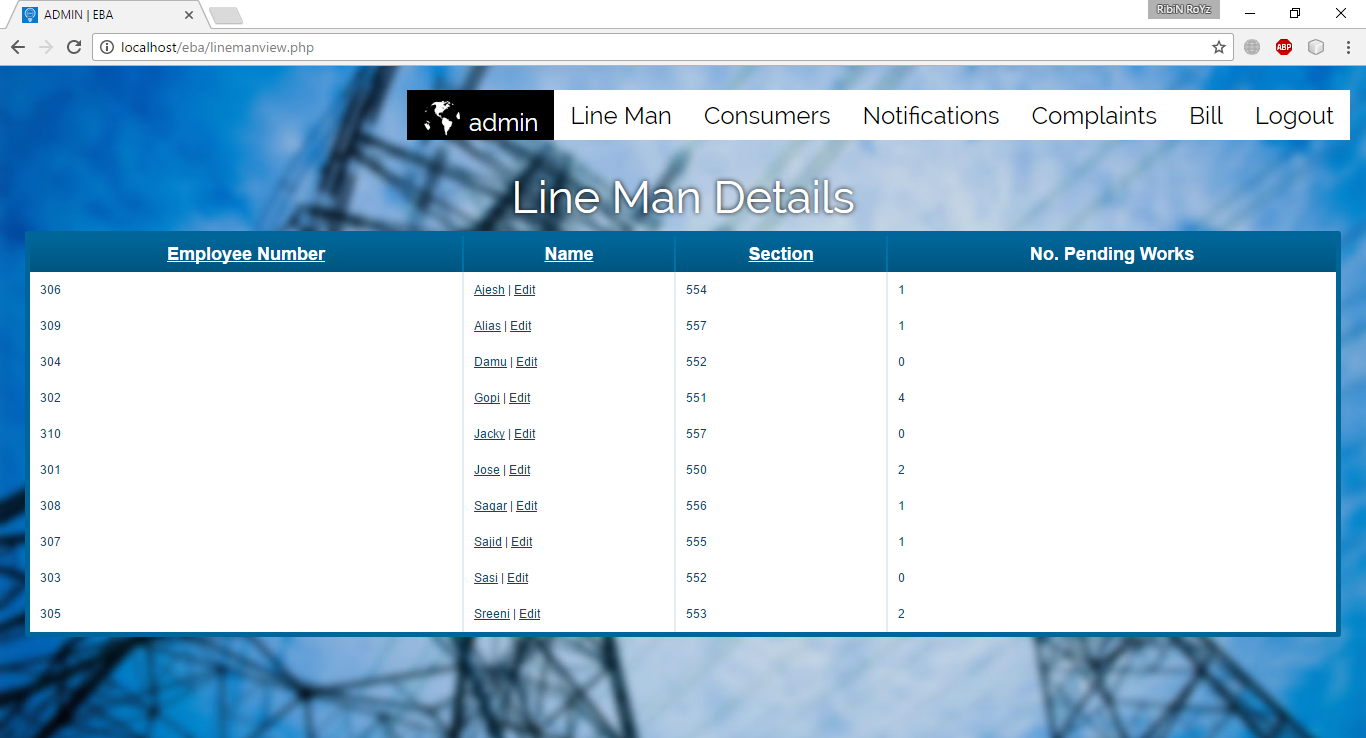 ADMIN | EBA
RibiN RoYz
localhost/eba/linemanview.php
ABP
admin Line Man Consumers Notifications Complaints Bill Logout
Line Man Details
Employee Number Name Section No. Pending Works
306 Ajesh | Edit 554 1
309 Alias | Edit 557 1
304 Damu | Edit 552 0
302 Gopi | Edit 551 4
310 Jacky | Edit 557 0
301 Jose | Edit 550 2
308 Sagar | Edit 556 1
307 Sajid | Edit 555 1
303 Sasi | Edit 552 0
305 Sreeni | Edit 553 2